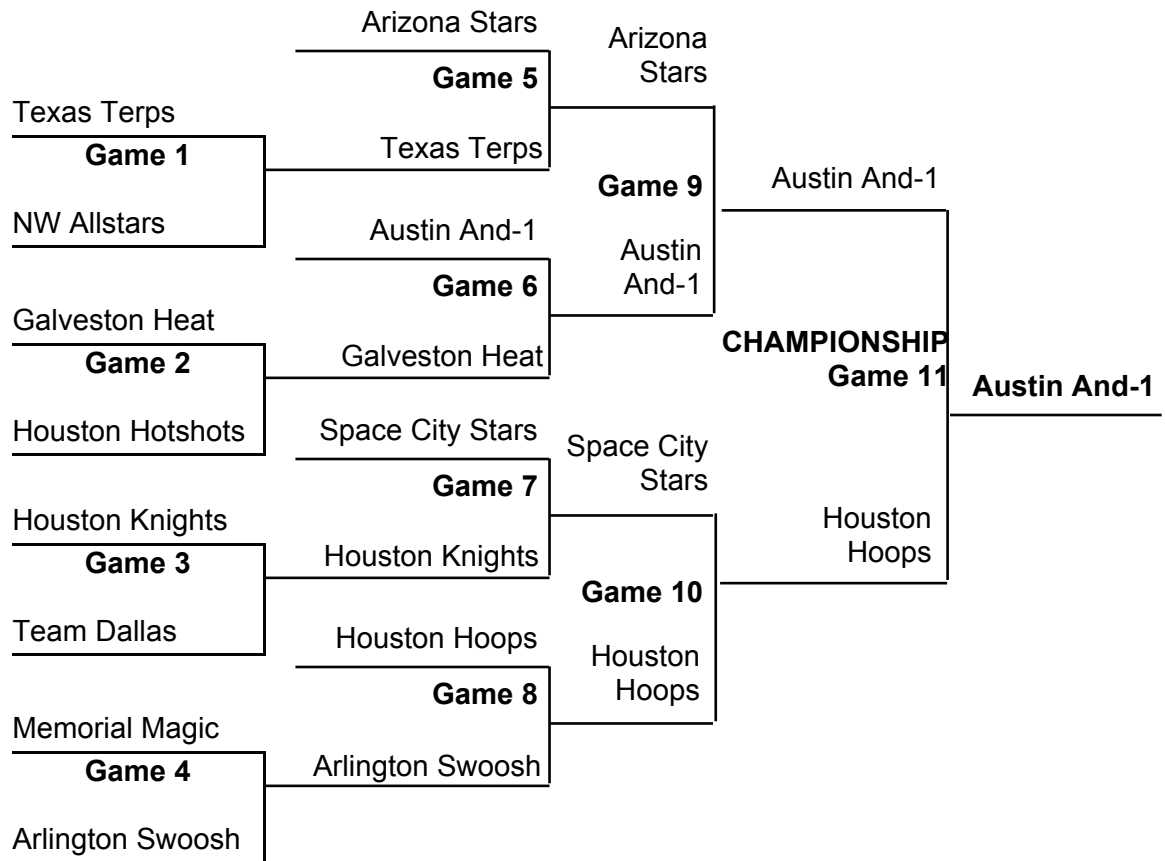 Arizona Stars
Arizona
Stars
Game 5
Texas Terps
Game 1
Texas Terps
Game 9
Austin And-1
NW Allstars
Austin And-1
Austin
And-1
Game 6
Galveston Heat
Game 2
Galveston Heat
CHAMPIONSHIP
Game 11
Austin And-1
Houston Hotshots
Space City Stars
Space City
Stars
Game 7
Houston Knights
Game 3
Houston Knights
Houston
Hoops
Game 10
Team Dallas
Houston Hoops
Houston
Hoops
Game 8
Memorial Magic
Game 4
Arlington Swoosh
Arlington Swoosh